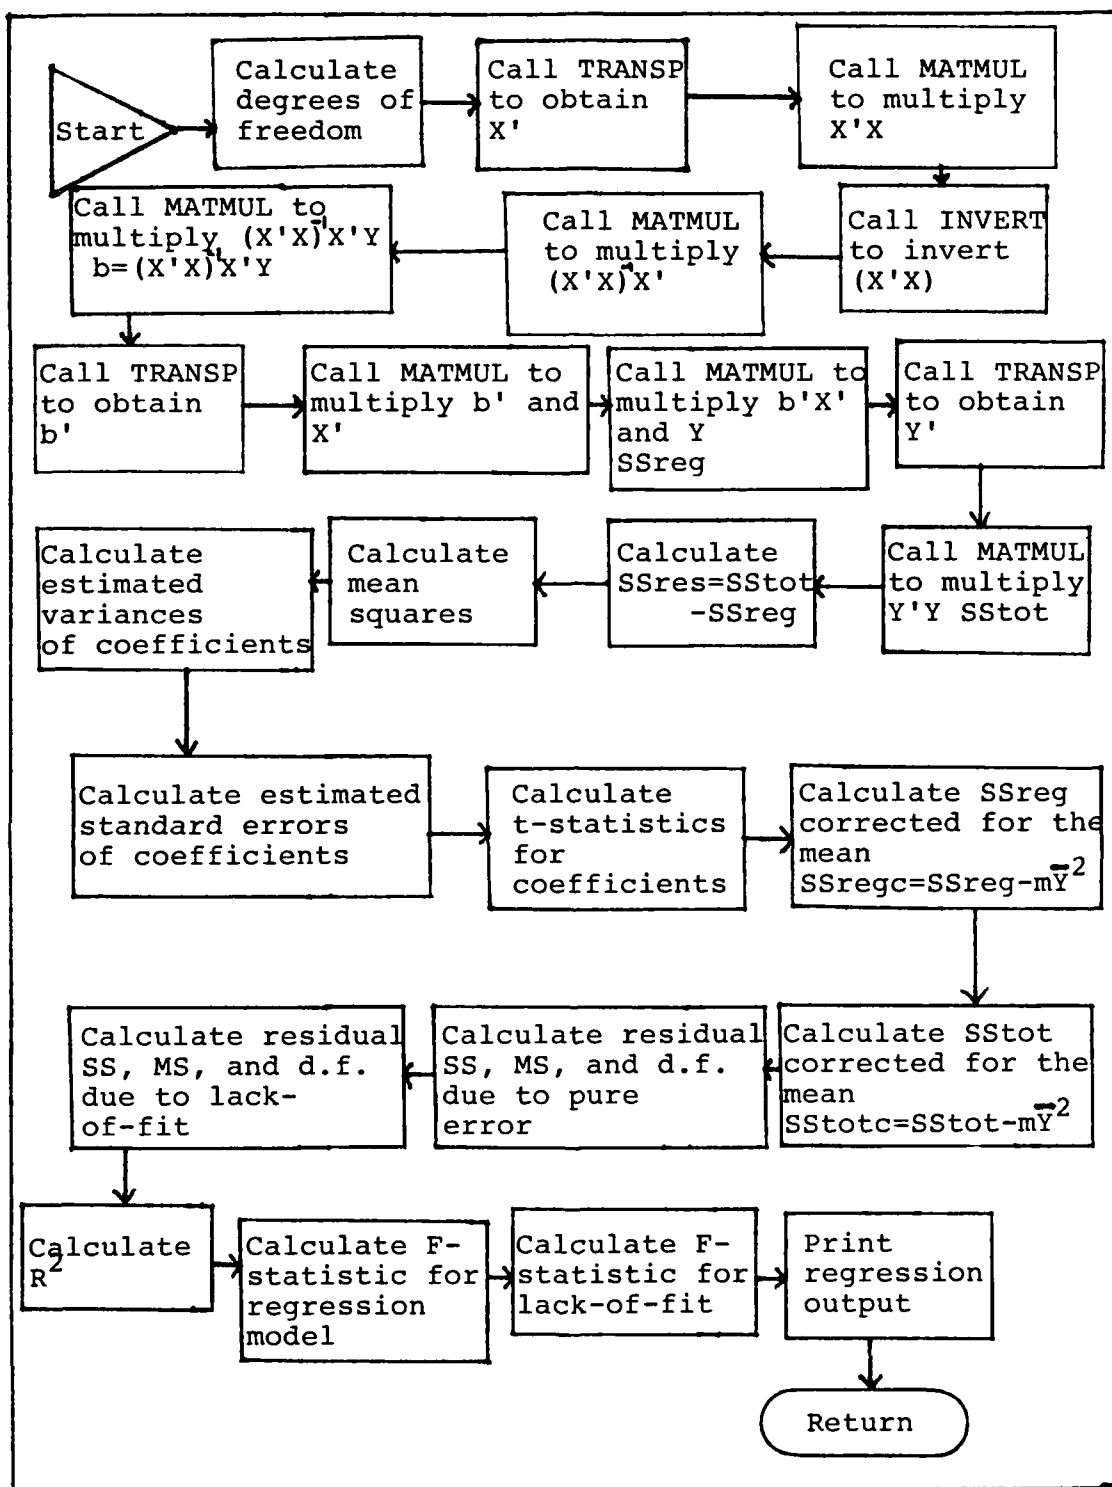 Start
Calculate
degrees of
freedom
Call TRANSP
to obtain
X'
Call MATMUL
to multiply
X'X
Call INVERT
to invert
(X'X)
Call MATMUL
to multiply
(X'X)⁻¹X'
Call MATMUL to
multiply (X'X)⁻¹X'Y
b=(X'X)⁻¹X'Y
Call TRANSP
to obtain
b'
Call MATMUL to
multiply b' and
X'
Call MATMUL to
multiply b'X'
and Y
SSreg
Call TRANSP
to obtain
Y'
Call MATMUL
to multiply
Y'Y SStot
Calculate
SSres=SStot
-SSreg
Calculate
mean
squares
Calculate
estimated
variances
of coefficients
Calculate estimated
standard errors
of coefficients
Calculate
t-statistics
for
coefficients
Calculate SSreg
corrected for the
mean
SSregc=SSreg-mȲ²
Calculate SStot
corrected for the
mean
SStotc=SStot-mȲ²
Calculate residual
SS, MS, and d.f.
due to pure
error
Calculate residual
SS, MS, and d.f.
due to lack-
of-fit
Calculate
R²
Calculate F-
statistic for
regression
model
Calculate F-
statistic for
lack-of-fit
Print
regression
output
Return